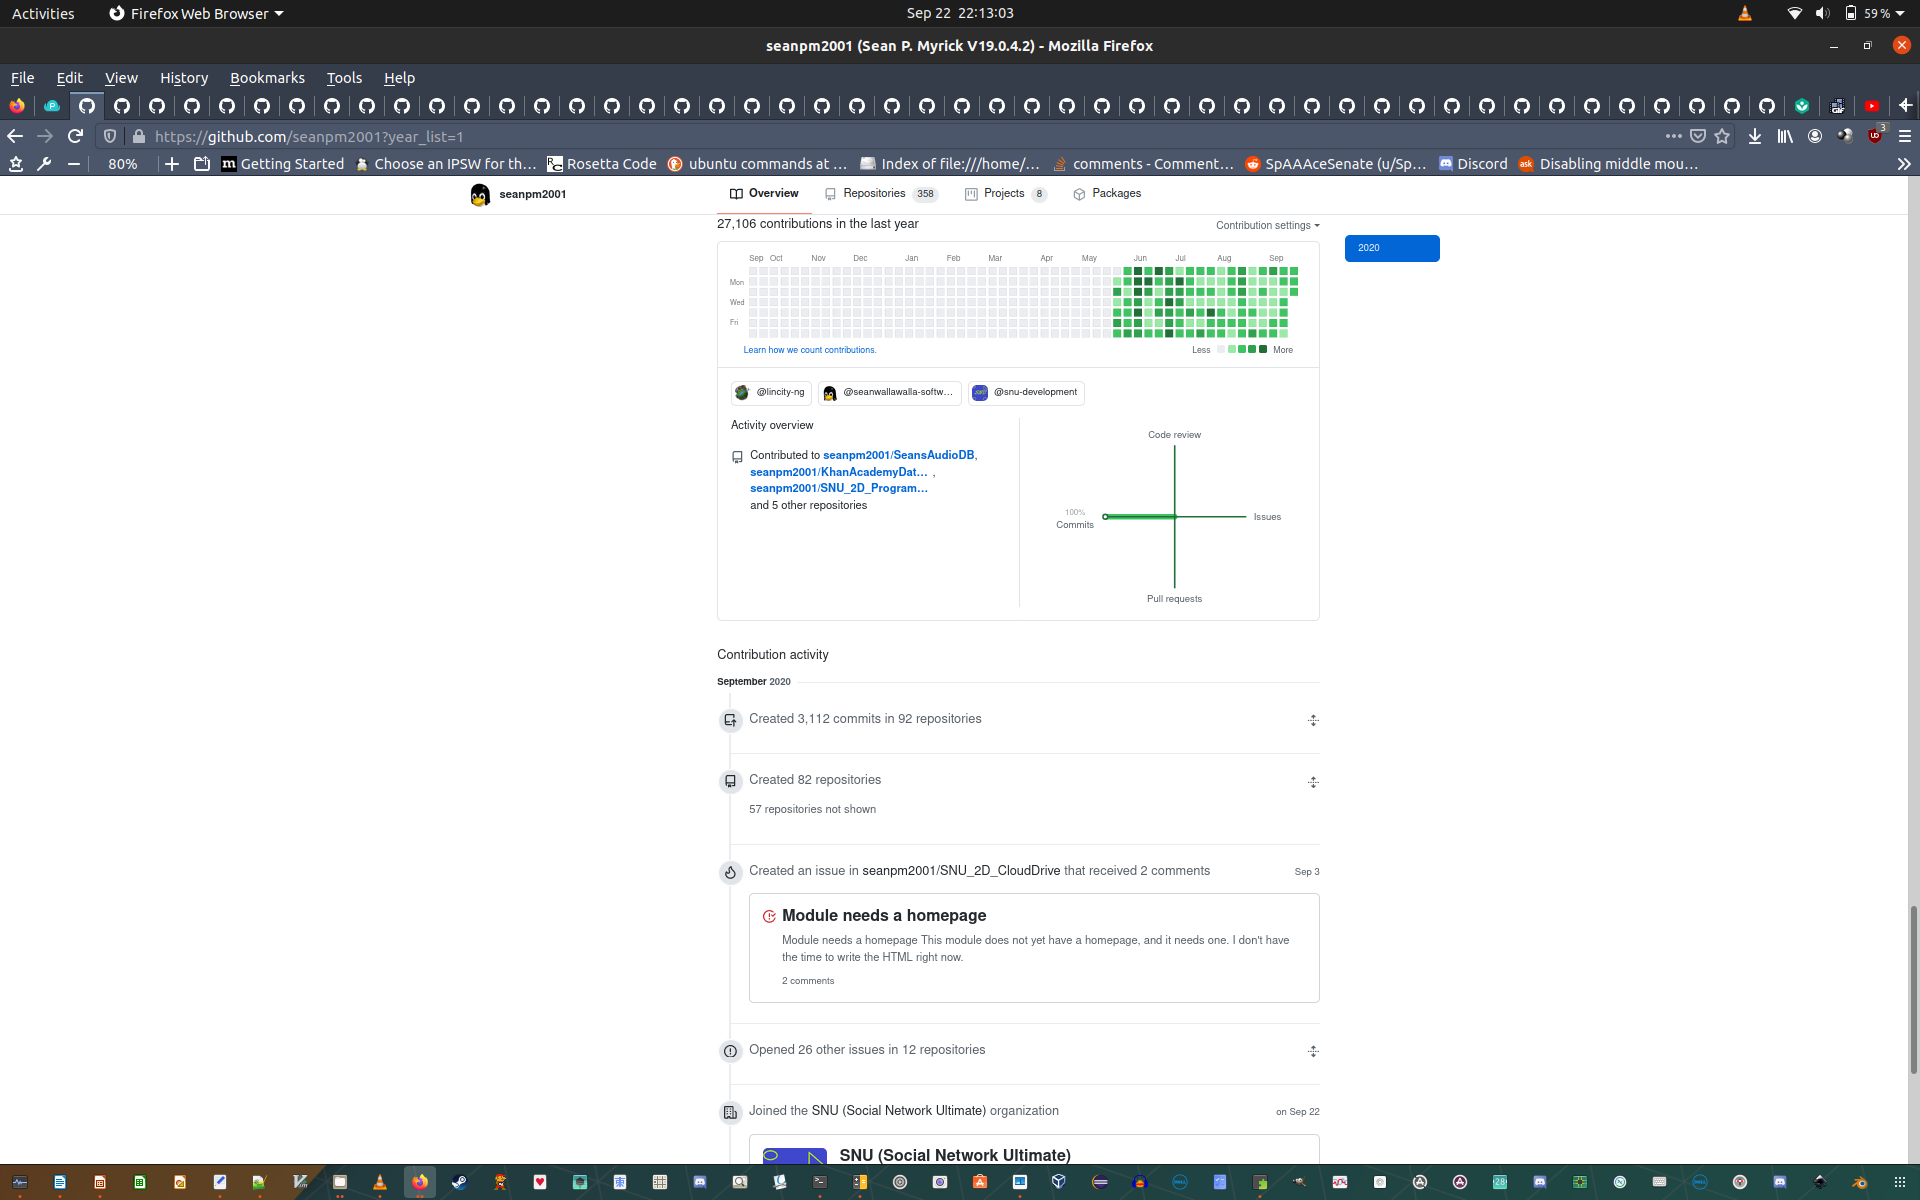 Activities
Firefox Web Browser
Sep 22 22:13:03
59 %
seanpm2001 (Sean P. Myrick V19.0.4.2) - Mozilla Firefox
File Edit View History Bookmarks Tools Help
https://github.com/seanpm2001?year_list=1
3
80%
Getting Started
Choose an IPSW for th…
Rosetta Code
ubuntu commands at …
Index of file:///home/…
comments - Comment…
SpAAAceSenate (u/Sp…
Discord
Disabling middle mou…
seanpm2001
Overview
Repositories 358
Projects 8
Packages
27,106 contributions in the last year
Contribution settings
2020
Sep Oct Nov Dec Jan Feb Mar Apr May Jun Jul Aug Sep
Mon
Wed
Fri
Learn how we count contributions.
Less More
@lincity-ng
@seanwallawalla-softw…
@snu-development
Activity overview
Contributed to seanpm2001/SeansAudioDB,
seanpm2001/KhanAcademyDat… ,
seanpm2001/SNU_2D_Program…
and 5 other repositories
Code review
100%
Commits
Issues
Pull requests
Contribution activity
September 2020
Created 3,112 commits in 92 repositories
Created 82 repositories
57 repositories not shown
Created an issue in seanpm2001/SNU_2D_CloudDrive that received 2 comments
Sep 3
Module needs a homepage
Module needs a homepage This module does not yet have a homepage, and it needs one. I don't have
the time to write the HTML right now.
2 comments
Opened 26 other issues in 12 repositories
Joined the SNU (Social Network Ultimate) organization
on Sep 22
SNU (Social Network Ultimate)